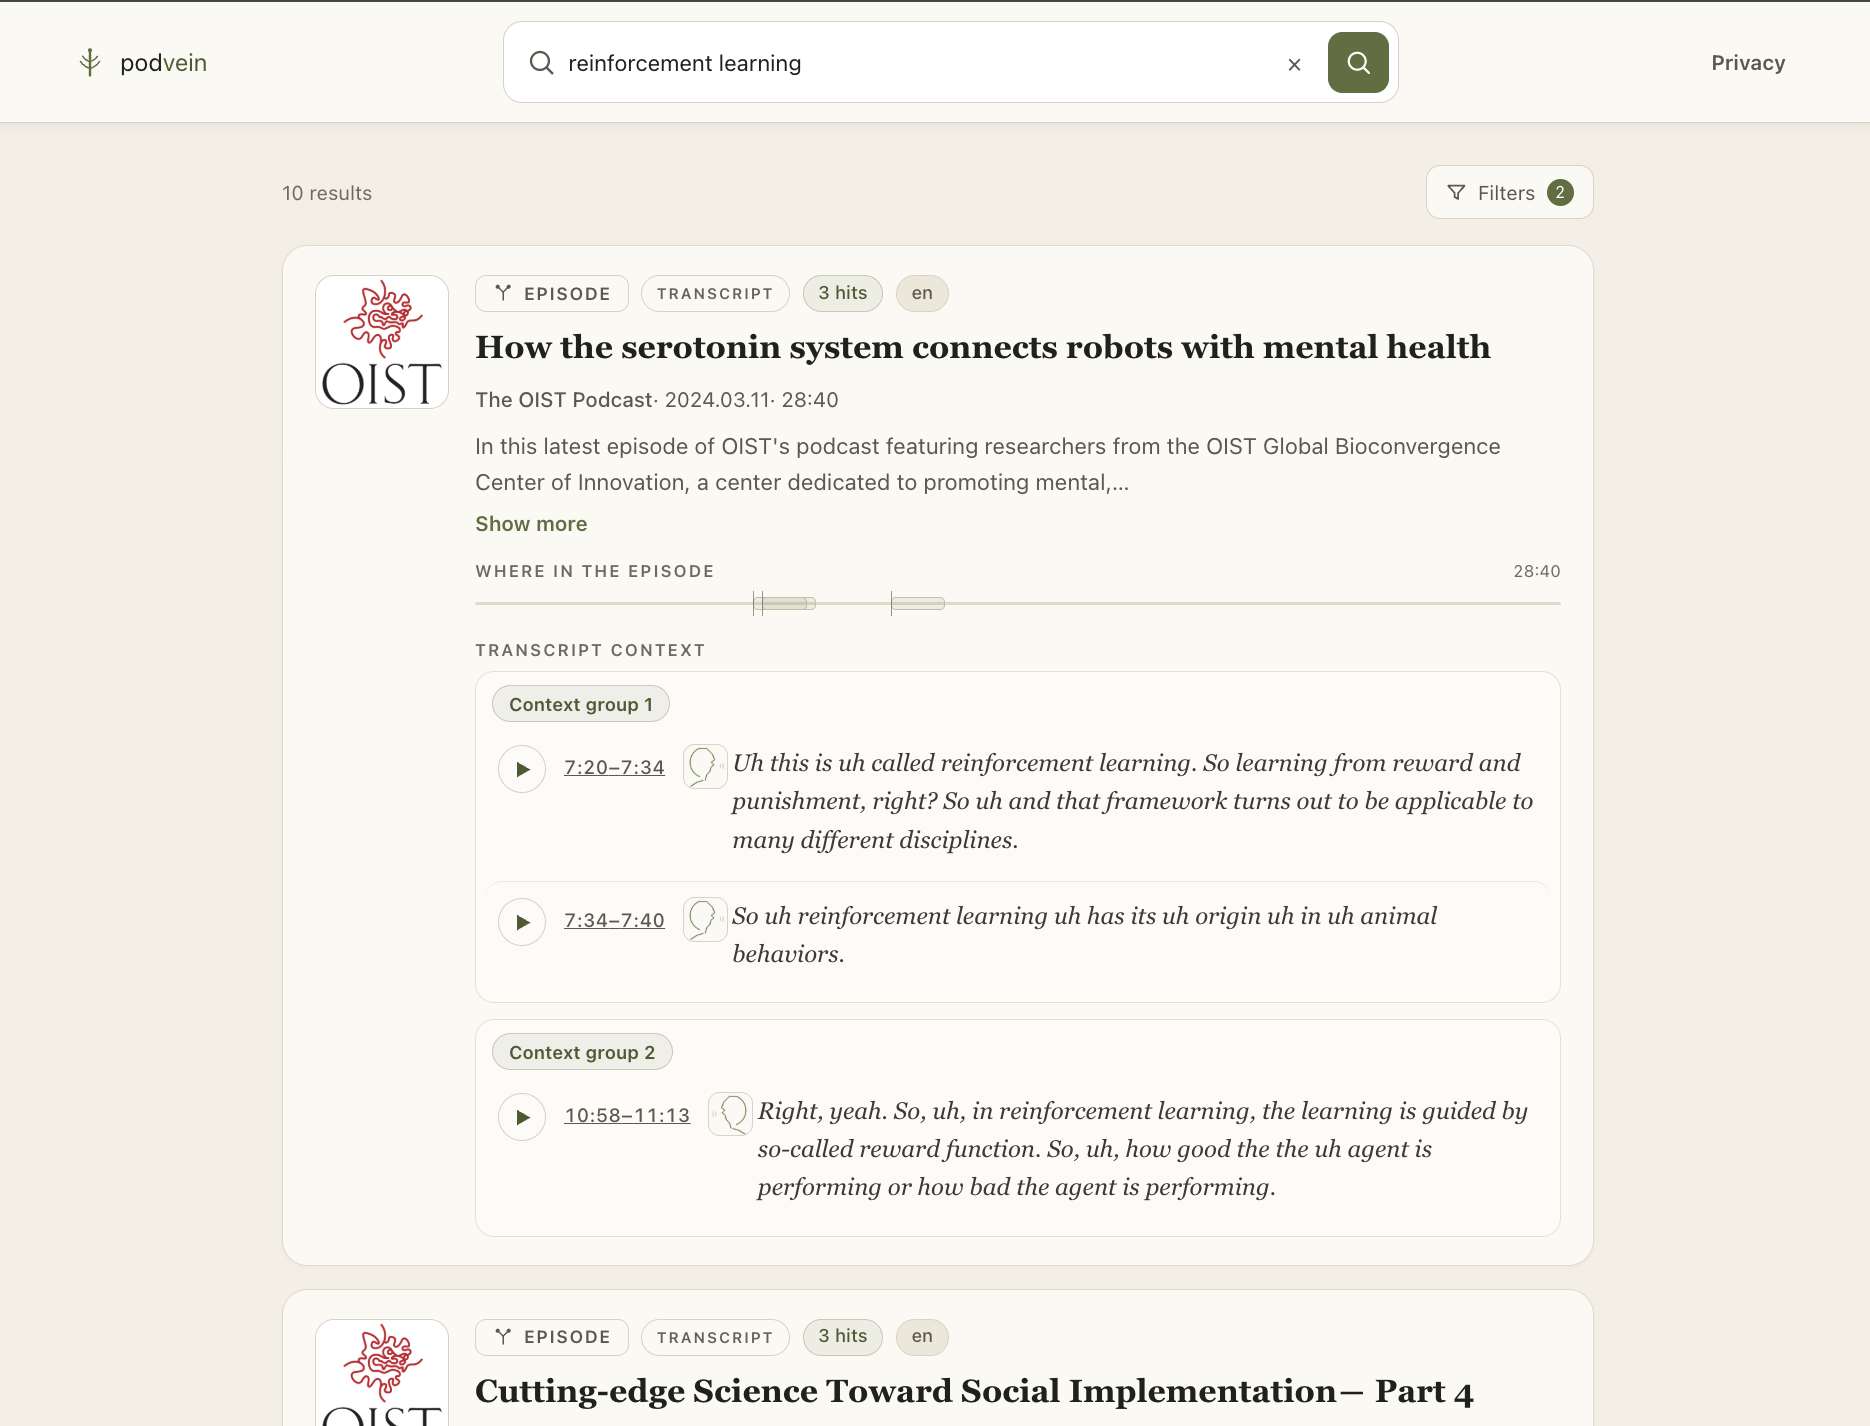 podvein
reinforcement learning
×
Privacy
10 results
Filters 2
OIST
EPISODE
TRANSCRIPT
3 hits
en
How the serotonin system connects robots with mental health
The OIST Podcast· 2024.03.11· 28:40
In this latest episode of OIST's podcast featuring researchers from the OIST Global Bioconvergence
Center of Innovation, a center dedicated to promoting mental,...
Show more
WHERE IN THE EPISODE
28:40
TRANSCRIPT CONTEXT
Context group 1
7:20–7:34
Uh this is uh called reinforcement learning. So learning from reward and
punishment, right? So uh and that framework turns out to be applicable to
many different disciplines.
7:34–7:40
So uh reinforcement learning uh has its uh origin uh in uh animal
behaviors.
Context group 2
10:58–11:13
Right, yeah. So, uh, in reinforcement learning, the learning is guided by
so-called reward function. So, uh, how good the the uh agent is
performing or how bad the agent is performing.
OIST
EPISODE
TRANSCRIPT
3 hits
en
Cutting-edge Science Toward Social Implementation— Part 4